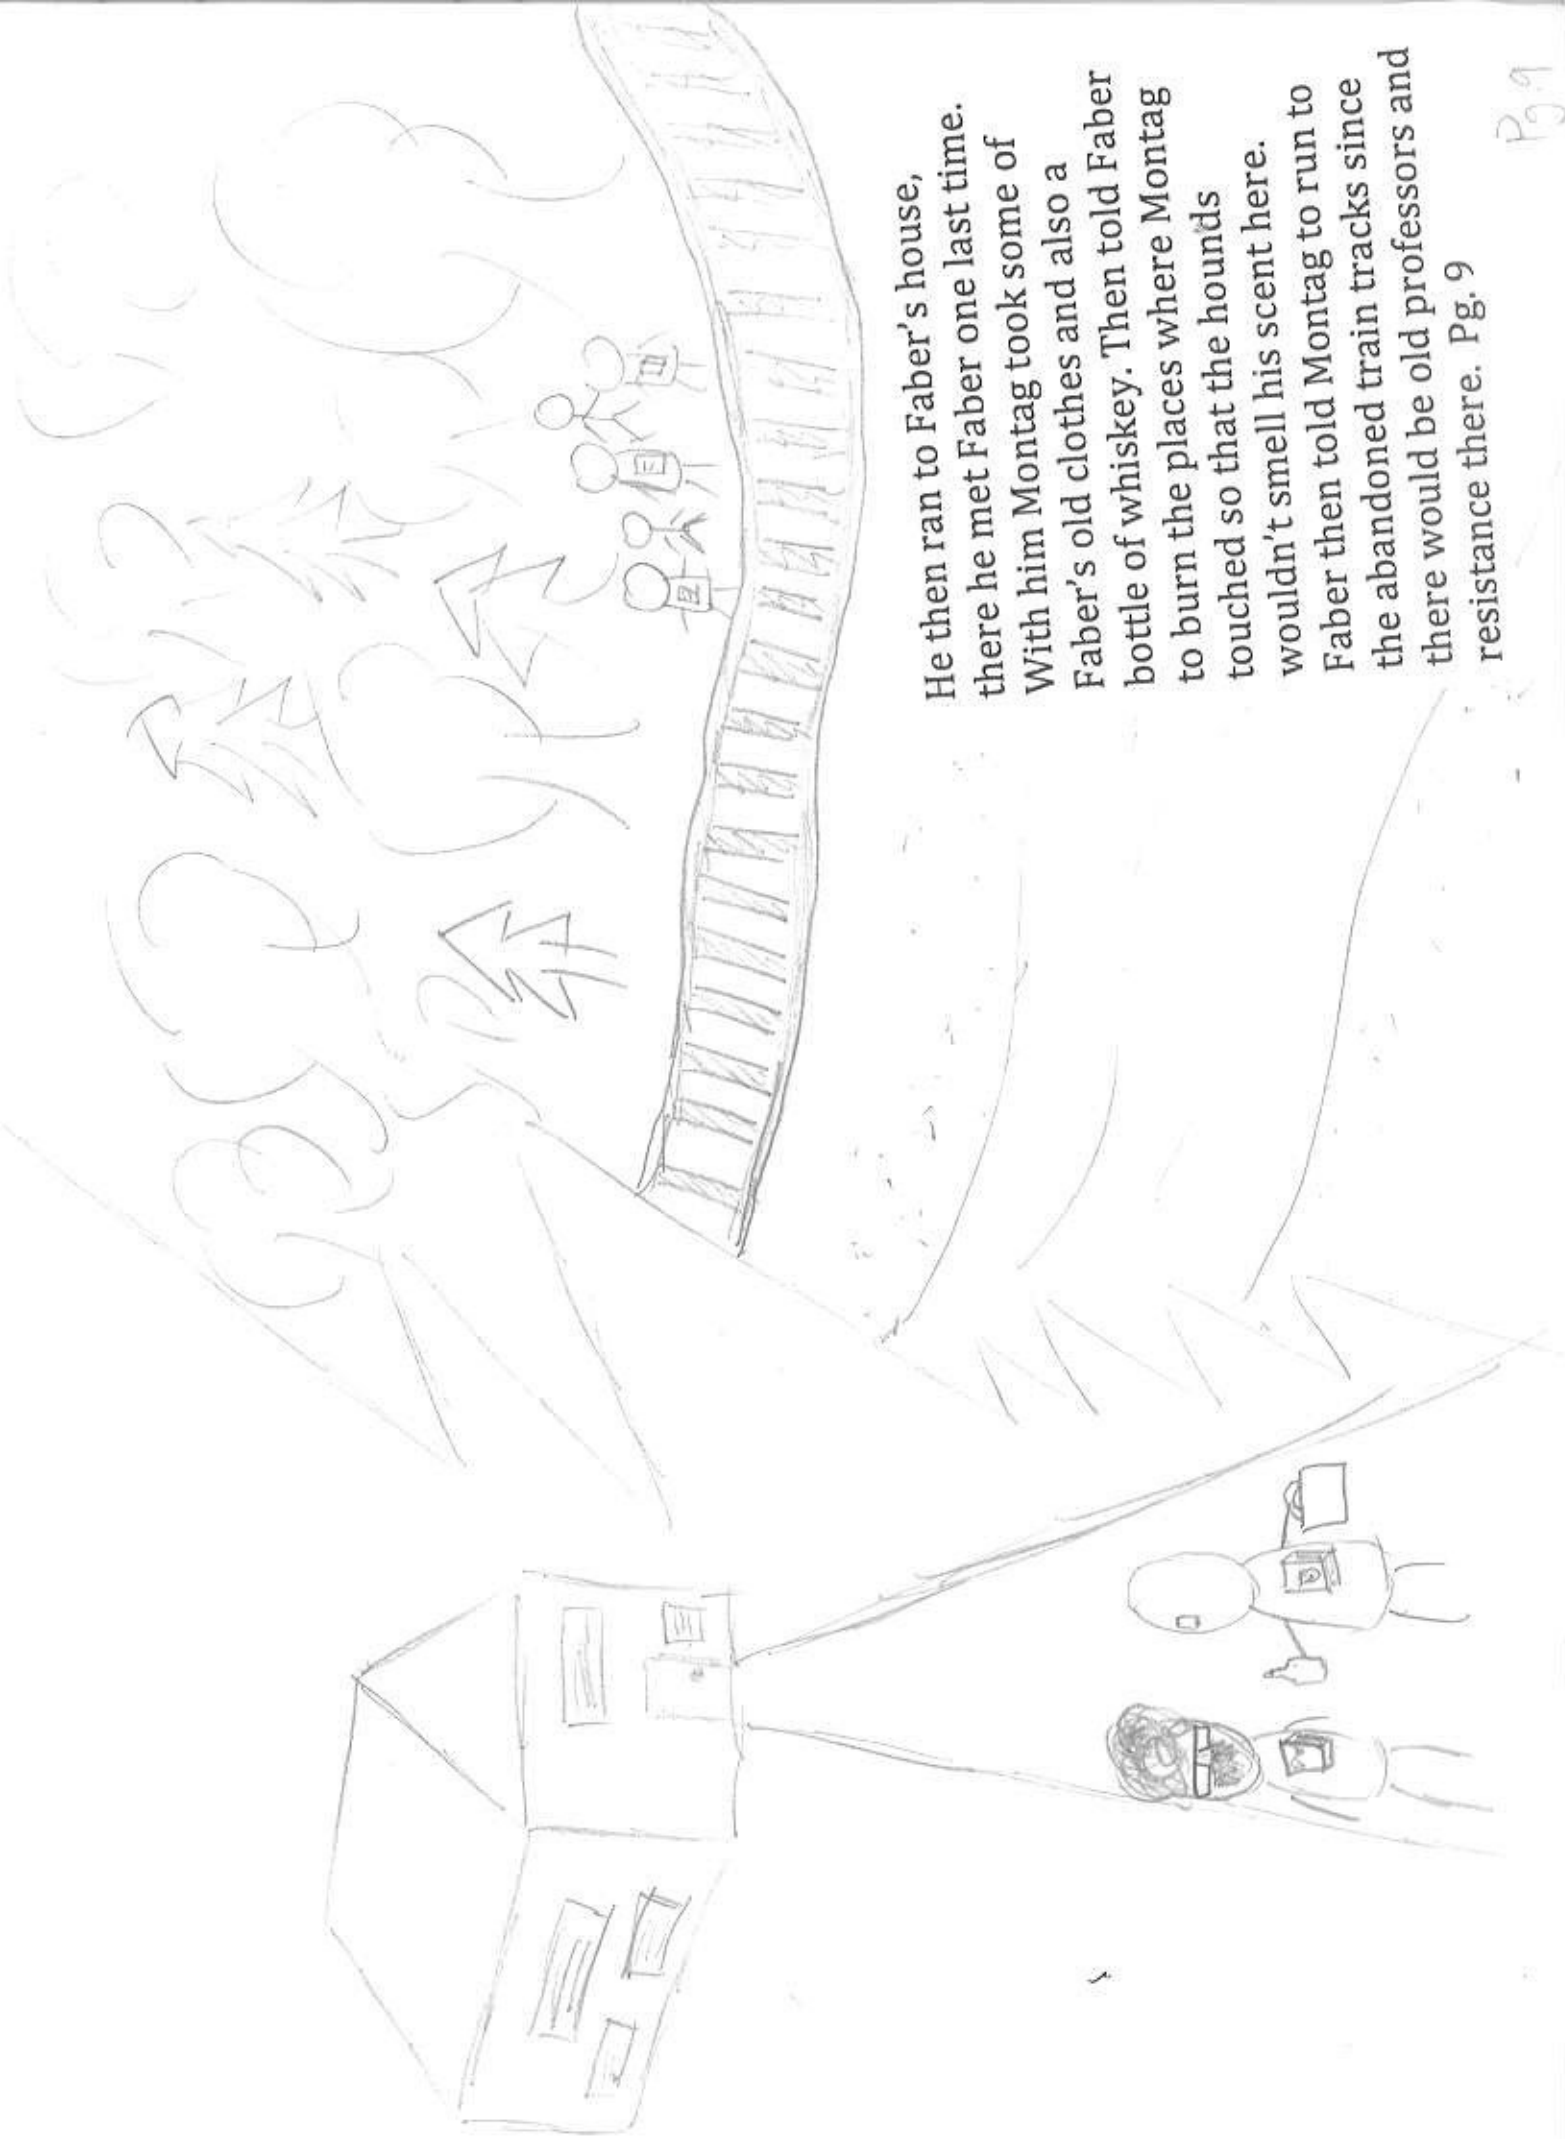 He then ran to Faber's house,
there he met Faber one last time.
With him Montag took some of
Faber's old clothes and also a
bottle of whiskey. Then told Faber
to burn the places where Montag
touched so that the hounds
wouldn't smell his scent here.
Faber then told Montag to run to
the abandoned train tracks since
there would be old professors and
resistance there. Pg. 9
Pg 9